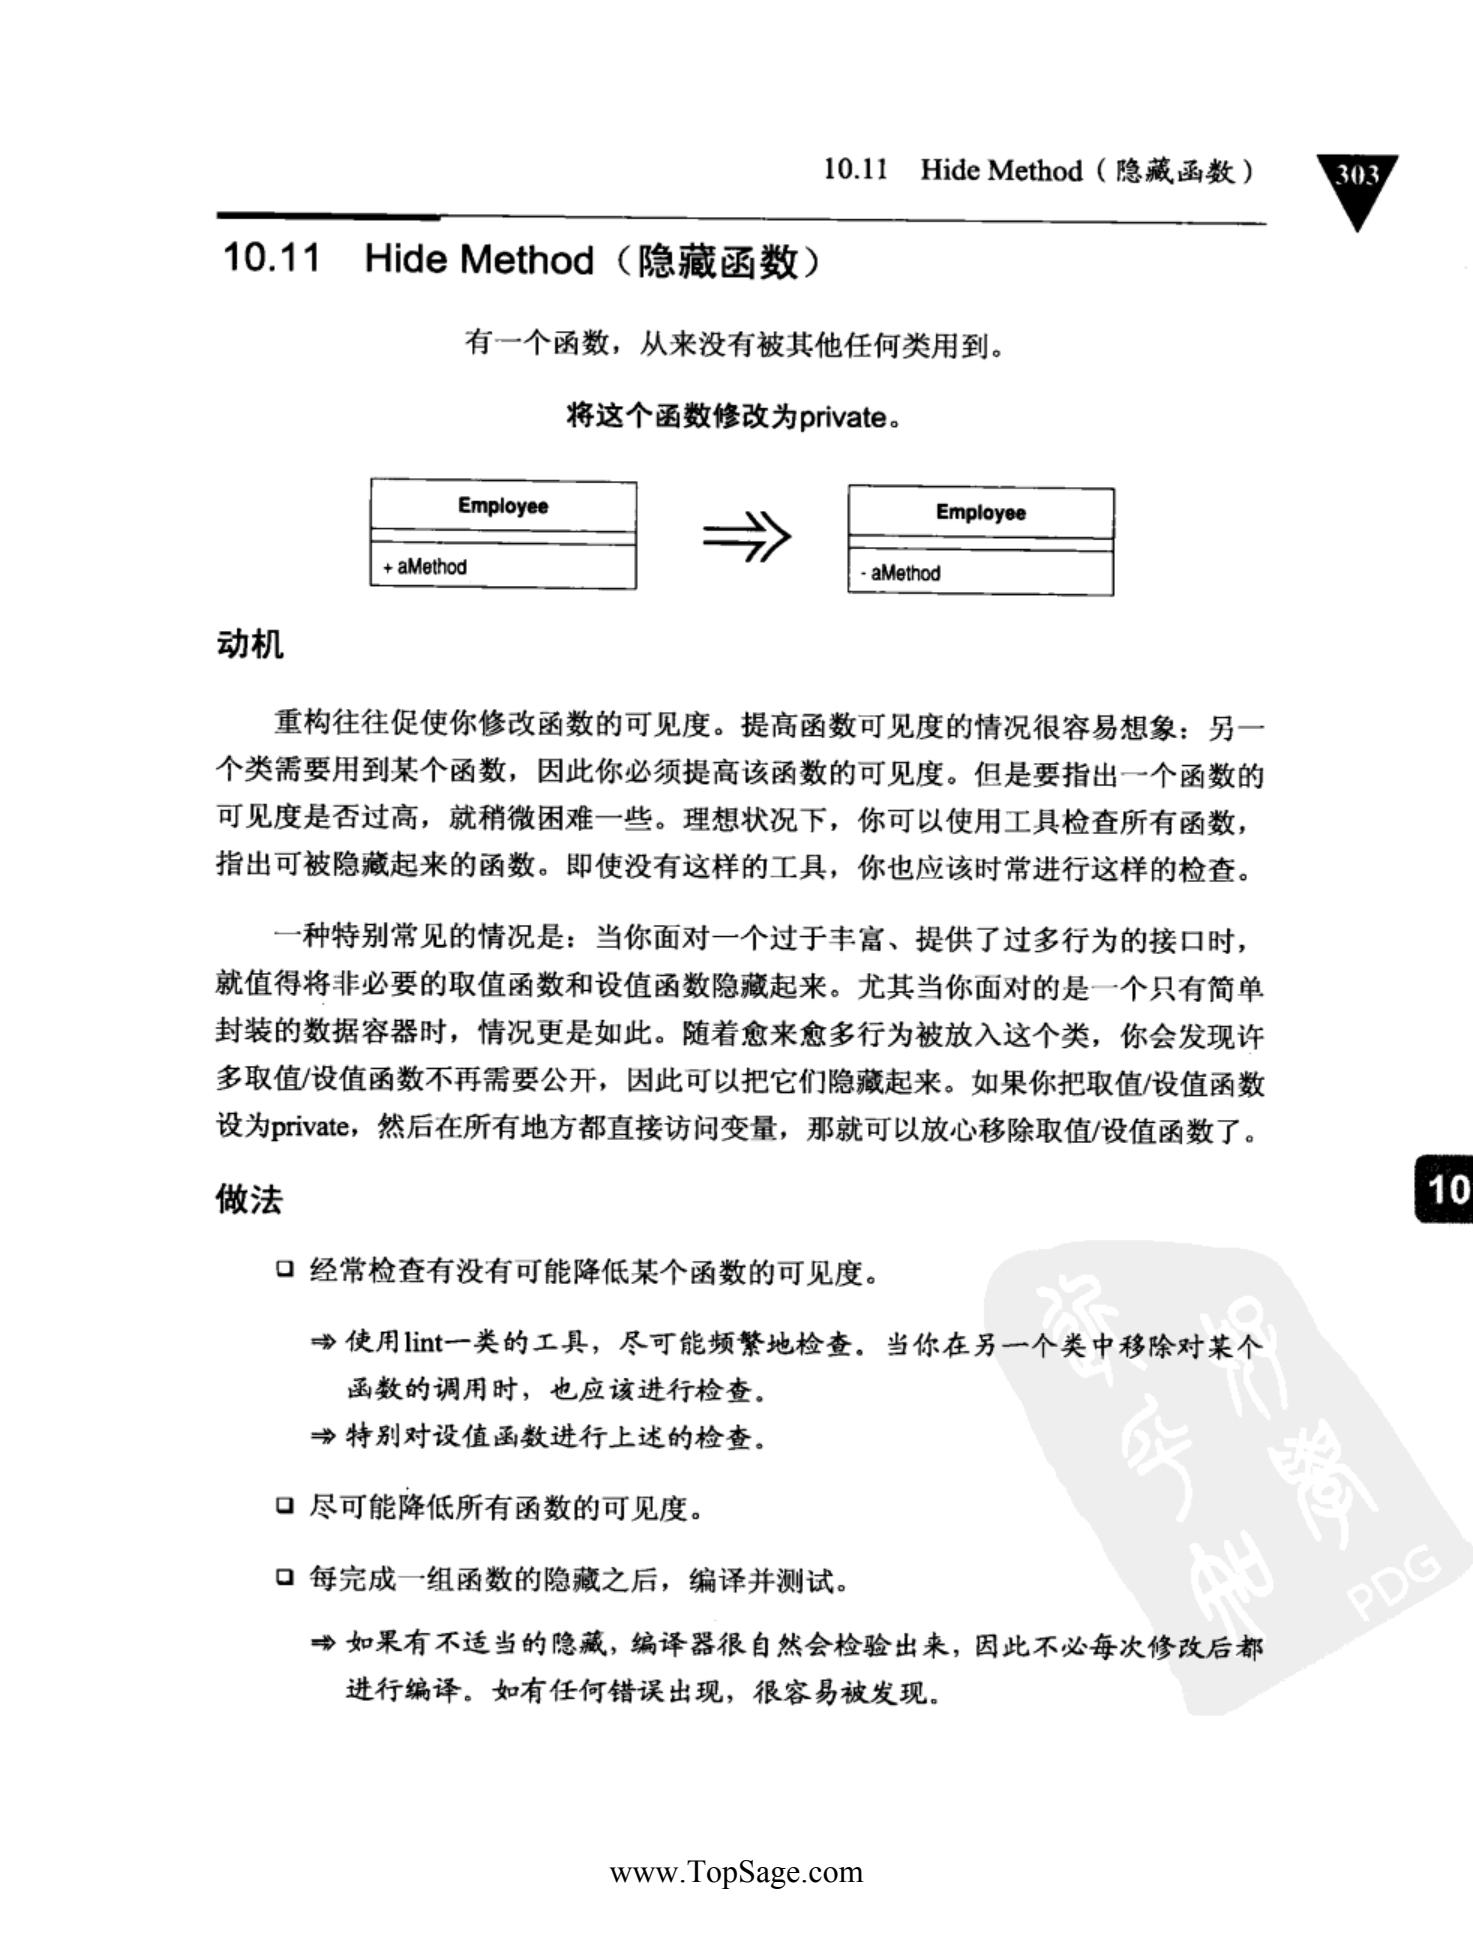 10.11 Hide Method（隐藏函数）
303
10.11 Hide Method（隐藏函数）
有一个函数，从来没有被其他任何类用到。
将这个函数修改为private。
Employee
+ aMethod
Employee
- aMethod
动机
重构往往促使你修改函数的可见度。提高函数可见度的情况很容易想象：另一
个类需要用到某个函数，因此你必须提高该函数的可见度。但是要指出一个函数的
可见度是否过高，就稍微困难一些。理想状况下，你可以使用工具检查所有函数，
指出可被隐藏起来的函数。即使没有这样的工具，你也应该时常进行这样的检查。
一种特别常见的情况是：当你面对一个过于丰富、提供了过多行为的接口时，
就值得将非必要的取值函数和设值函数隐藏起来。尤其当你面对的是一个只有简单
封装的数据容器时，情况更是如此。随着愈来愈多行为被放入这个类，你会发现许
多取值/设值函数不再需要公开，因此可以把它们隐藏起来。如果你把取值/设值函数
设为private，然后在所有地方都直接访问变量，那就可以放心移除取值/设值函数了。
做法
10
❑ 经常检查有没有可能降低某个函数的可见度。
⇒ 使用lint一类的工具，尽可能频繁地检查。当你在另一个类中移除对某个
函数的调用时，也应该进行检查。
⇒ 特别对设值函数进行上述的检查。
❑ 尽可能降低所有函数的可见度。
❑ 每完成一组函数的隐藏之后，编译并测试。
⇒ 如果有不适当的隐藏，编译器很自然会检验出来，因此不必每次修改后都
进行编译。如有任何错误出现，很容易被发现。
PDG
www.TopSage.com